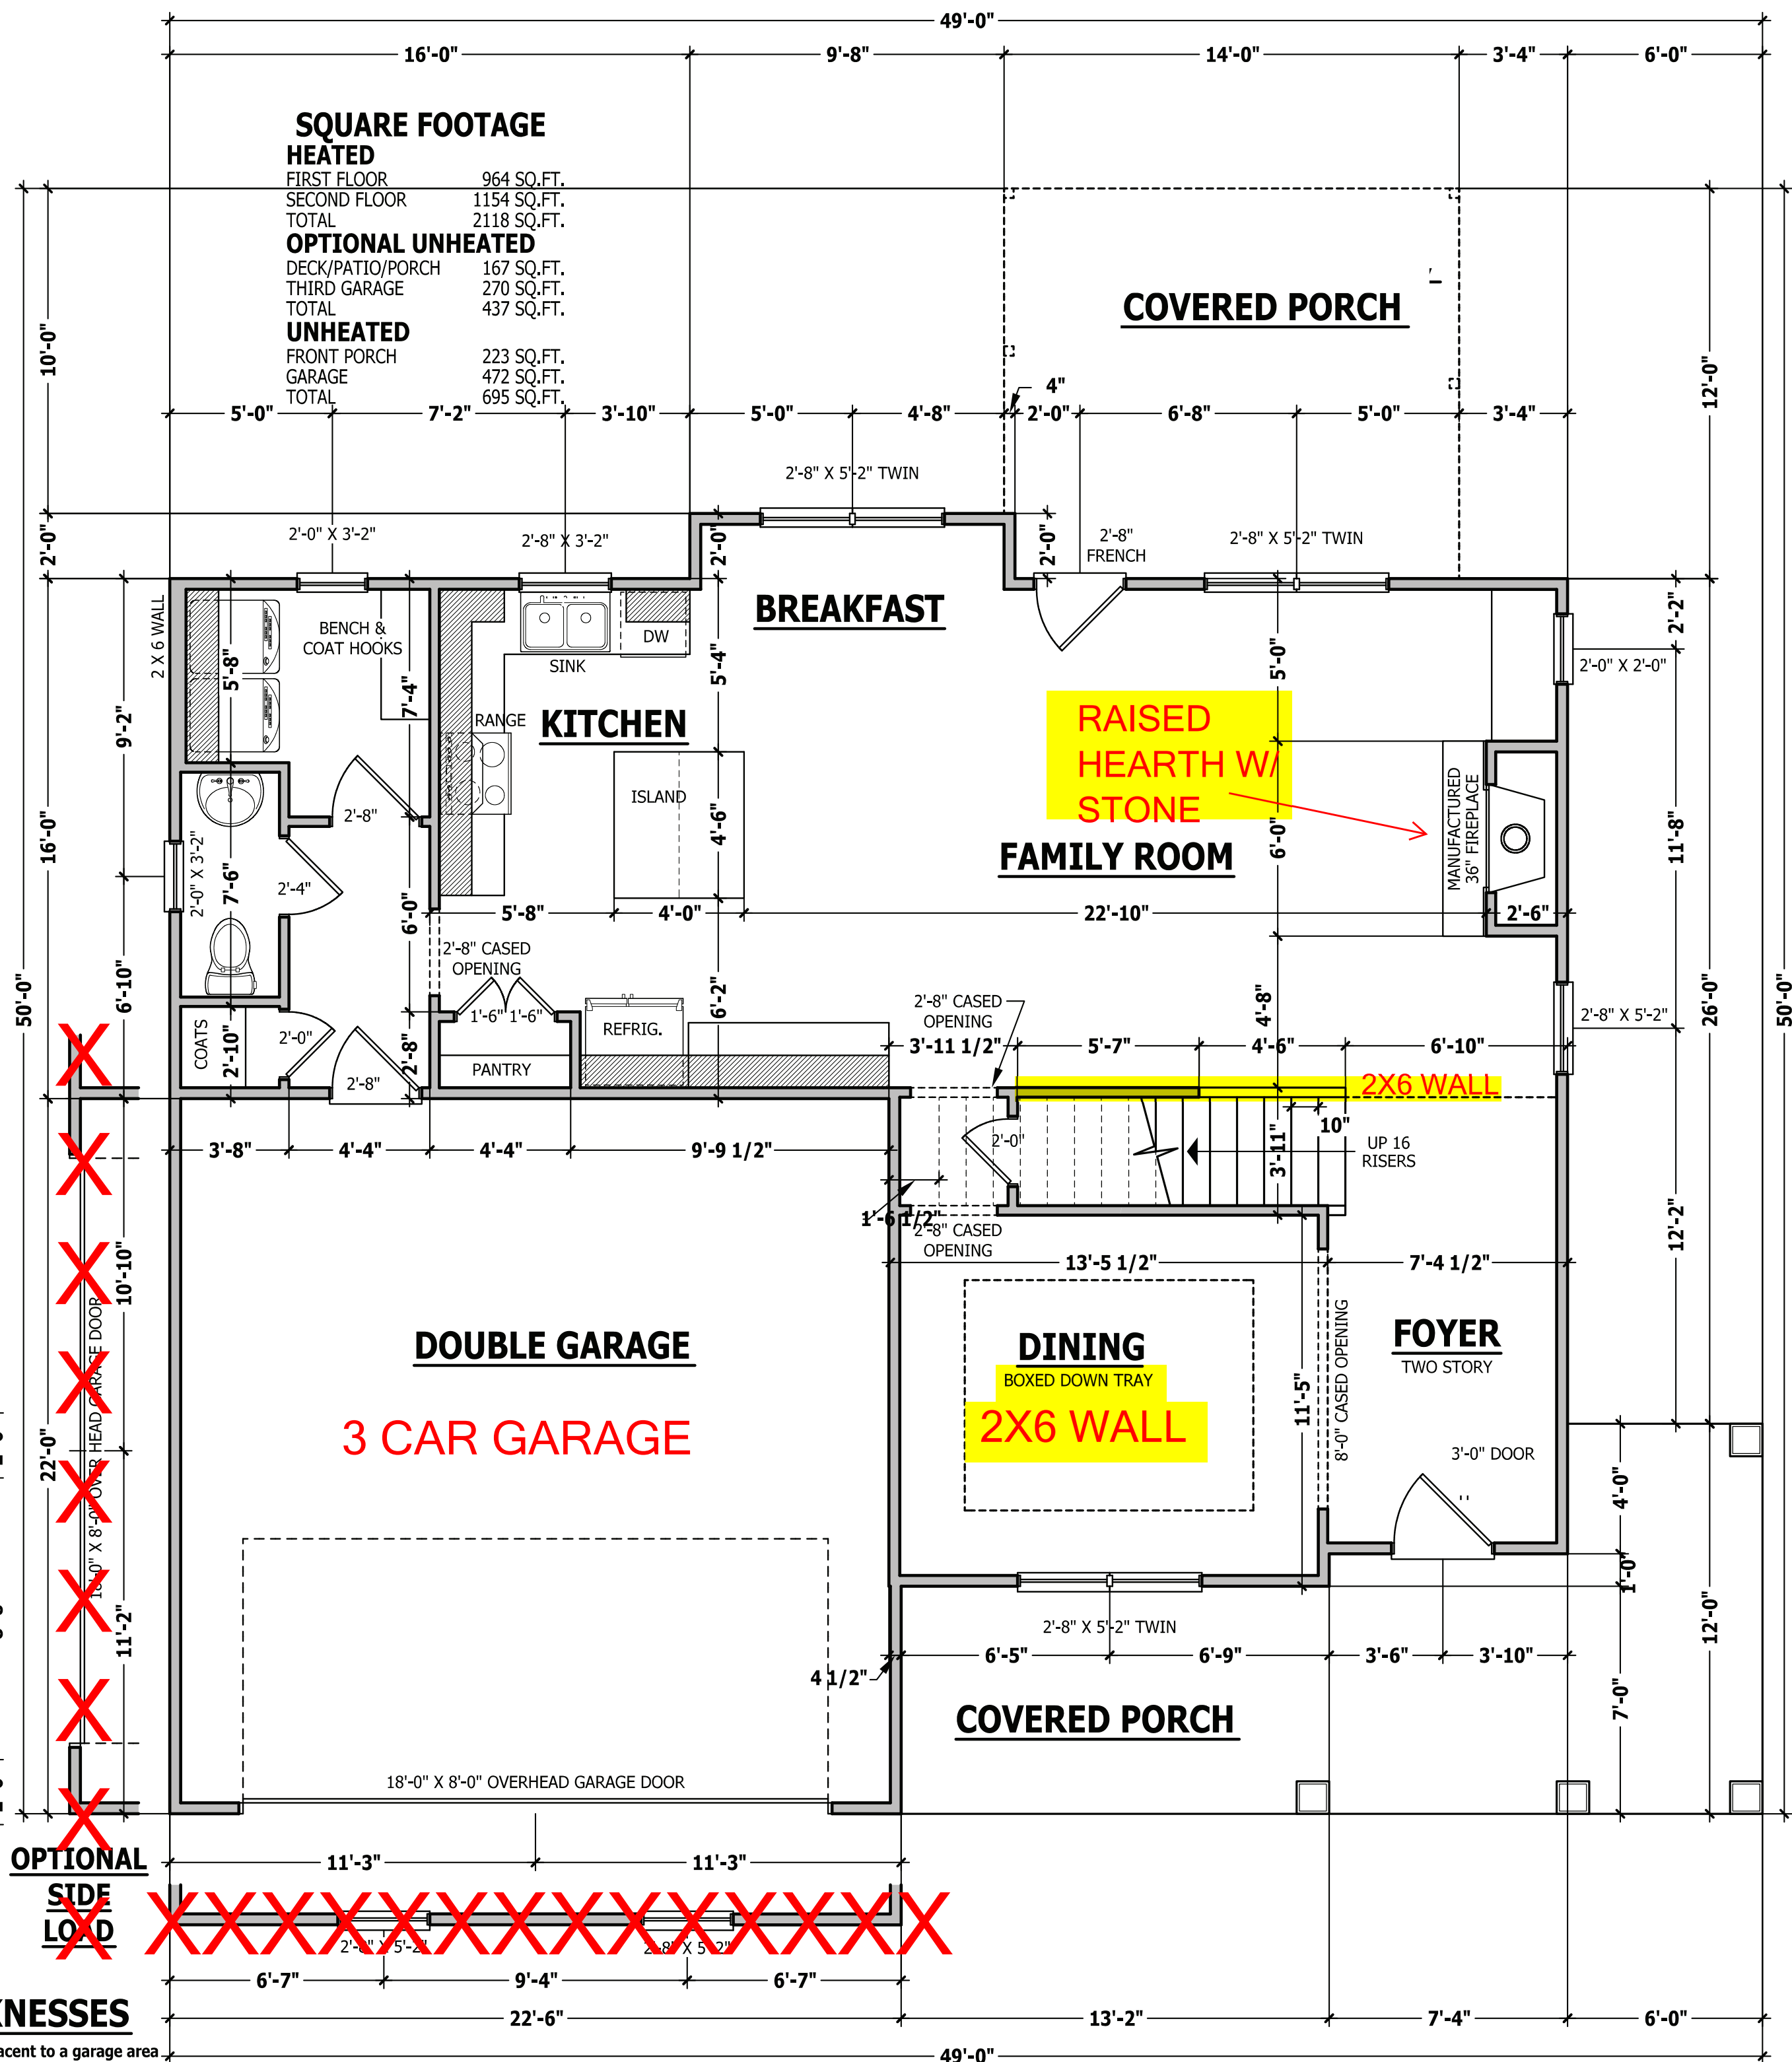 49'-0"
16'-0" 9'-8" 14'-0" 3'-4" 6'-0"
SQUARE FOOTAGE
HEATED
FIRST FLOOR 964 SQ.FT.
SECOND FLOOR 1154 SQ.FT.
TOTAL 2118 SQ.FT.
OPTIONAL UNHEATED
DECK/PATIO/PORCH 167 SQ.FT.
THIRD GARAGE 270 SQ.FT.
TOTAL 437 SQ.FT.
UNHEATED
FRONT PORCH 223 SQ.FT.
GARAGE 472 SQ.FT.
TOTAL 695 SQ.FT.
COVERED PORCH
10'-0"
12'-0"
4"
5'-0" 7'-2" 3'-10" 5'-0" 4'-8" 2'-0" 6'-8" 5'-0" 3'-4"
2'-8" X 5'-2" TWIN
2'-0"
2'-0" X 3'-2"
2'-8" X 3'-2"
2'-0"
2'-0"
2'-8"
FRENCH
2'-8" X 5'-2" TWIN
2 X 6 WALL
BENCH &
COAT HOOKS
SINK
DW
BREAKFAST
2'-2"
2'-0" X 2'-0"
5'-8"
7'-4"
5'-4"
5'-0"
9'-2"
RANGE
KITCHEN
RAISED
HEARTH W/
STONE
ISLAND
2'-8"
4'-6"
6'-0"
MANUFACTURED
36" FIREPLACE
11'-8"
16'-0"
FAMILY ROOM
2'-0" X 3'-2"
7'-6"
2'-4"
6'-0"
5'-8" 4'-0" 22'-10" 2'-6"
2'-8" CASED
OPENING
6'-10"
6'-2"
4'-8"
50'-0"
26'-0"
50'-0"
2'-8" CASED
OPENING
2'-8" X 5'-2"
COATS
2'-10"
2'-0"
2'-8"
2'-8"
1'-6" 1'-6"
PANTRY
REFRIG.
3'-11 1/2" 5'-7" 4'-6" 6'-10"
2X6 WALL
X
3'-8" 4'-4" 4'-4" 9'-9 1/2"
2'-0"
3'-11"
10"
UP 16
RISERS
X
1'-6 1/2"
2'-8" CASED
OPENING
12'-2"
13'-5 1/2" 7'-4 1/2"
X
10'-10"
DOUBLE GARAGE
3 CAR GARAGE
DINING
BOXED DOWN TRAY
2X6 WALL
11'-5"
8'-0" CASED OPENING
FOYER
TWO STORY
3'-0" DOOR
X
22'-0"
X
4'-0"
1'-0"
X
11'-2"
2'-8" X 5'-2" TWIN
4 1/2"
6'-5" 6'-9" 3'-6" 3'-10"
12'-0"
7'-0"
X
COVERED PORCH
18'-0" X 8'-0" OVERHEAD GARAGE DOOR
X
OPTIONAL
SIDE
LOAD
X
11'-3" 11'-3"
X X X X X X X X X X X X X X
2'-8" X 5'-2"
6'-7" 9'-4" 6'-7"
22'-6" 13'-2" 7'-4" 6'-0"
49'-0"